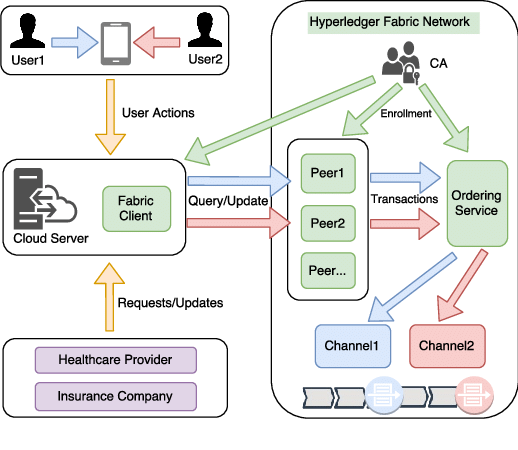 Hyperledger Fabric Network
User1
User2
CA
User Actions
Enrollment
Fabric
Client
Cloud Server
Query/Update
Peer1
Peer2
Peer...
Transactions
Ordering
Service
Requests/Updates
Healthcare Provider
Insurance Company
Channel1
Channel2